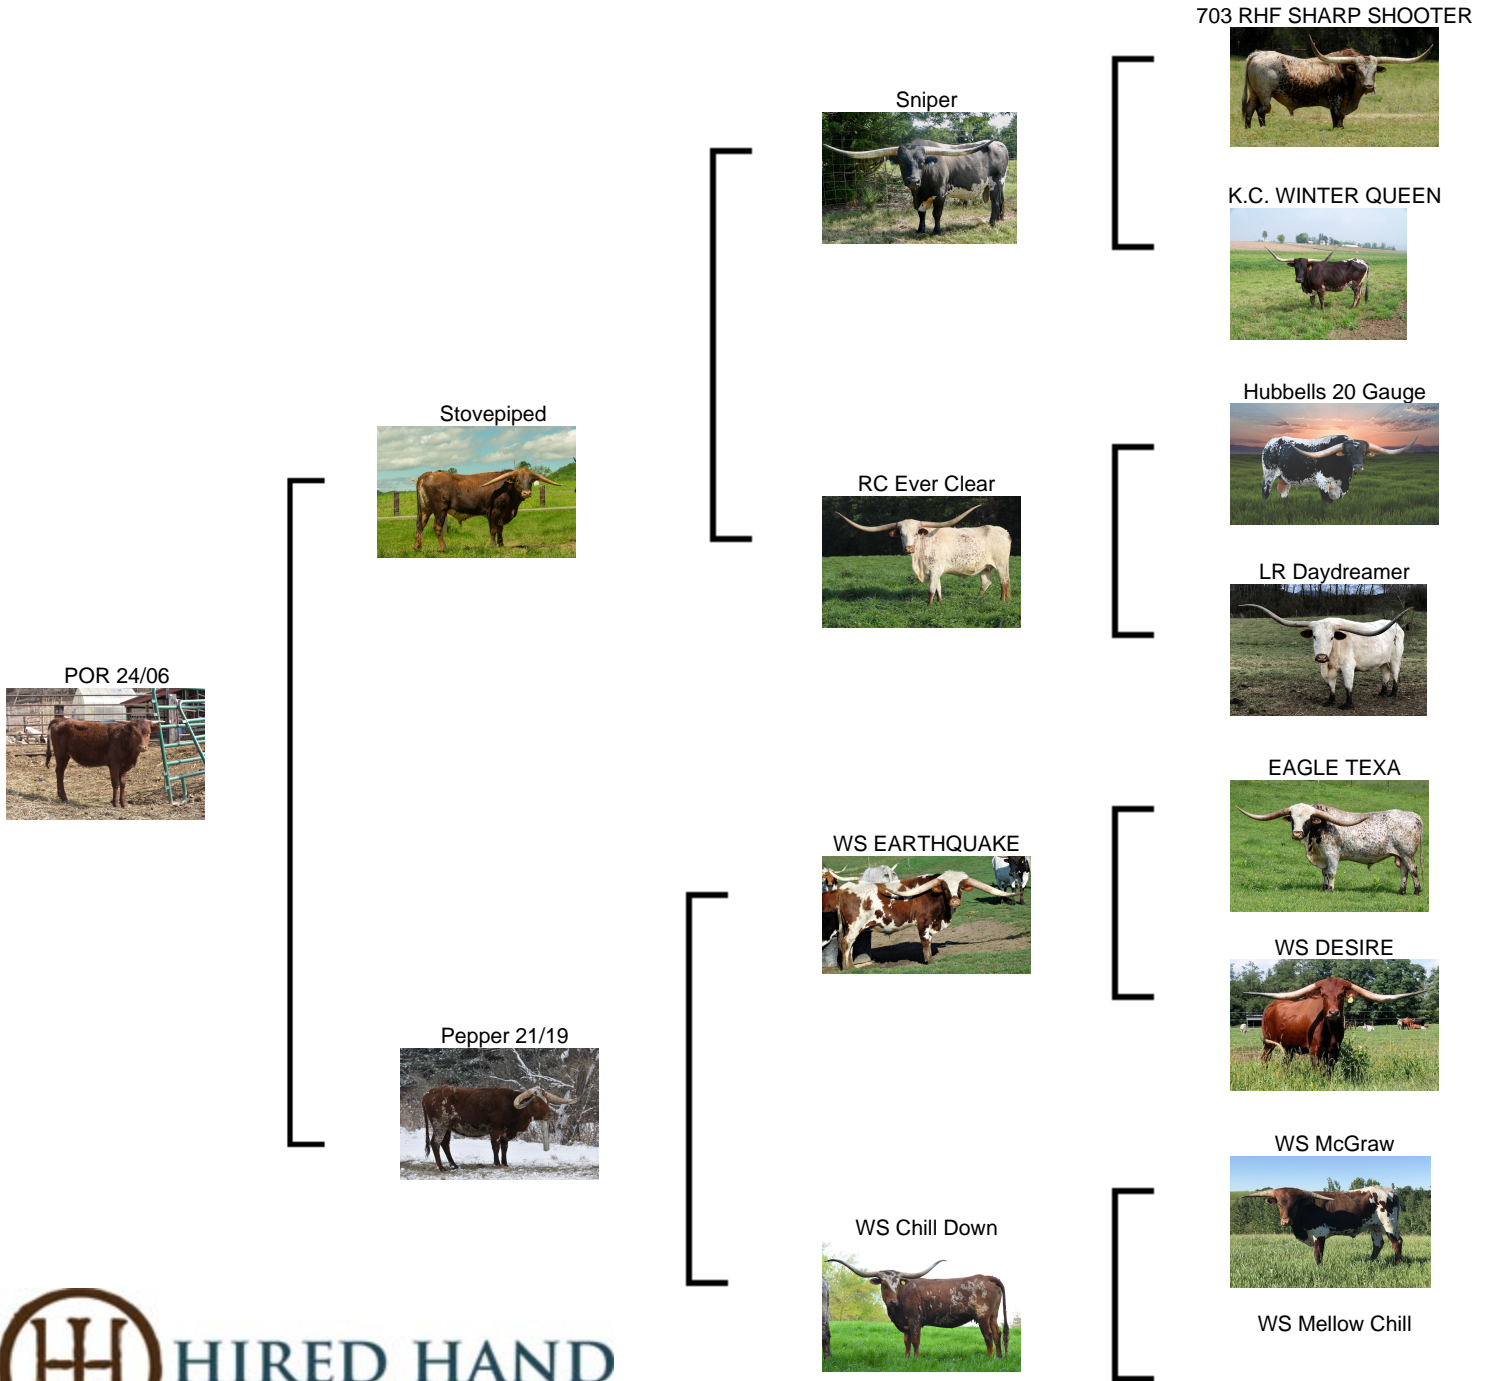 703 RHF SHARP SHOOTER
Sniper
K.C. WINTER QUEEN
Hubbells 20 Gauge
Stovepiped
RC Ever Clear
LR Daydreamer
POR 24/06
EAGLE TEXA
WS EARTHQUAKE
WS DESIRE
Pepper 21/19
WS McGraw
WS Chill Down
WS Mellow Chill
HIRED HAND